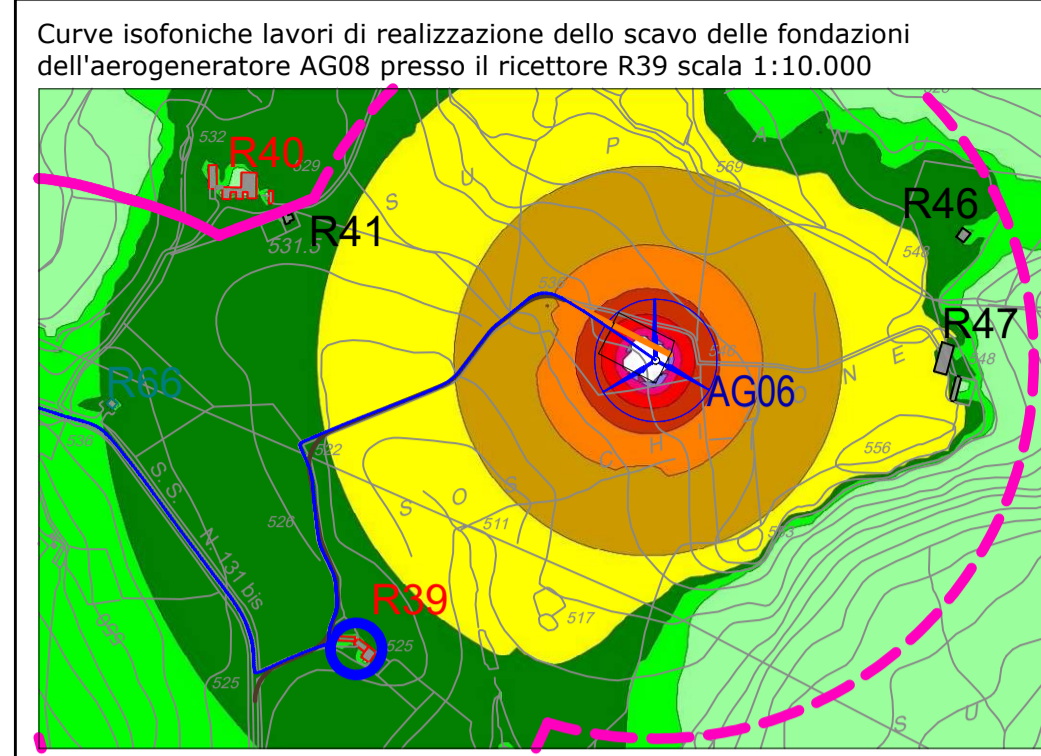 Curve isofoniche lavori di realizzazione dello scavo delle fondazioni
dell'aerogeneratore AG08 presso il ricettore R39 scala 1:10.000
532
R40
529
S U P A N U
569
R46
R41
531.5
548
536
R47
546
548
AG06
R66
536
522
556
S O S C H I O N E
S. S. N. 131 bis
526
511
517
R39
525
525
S U